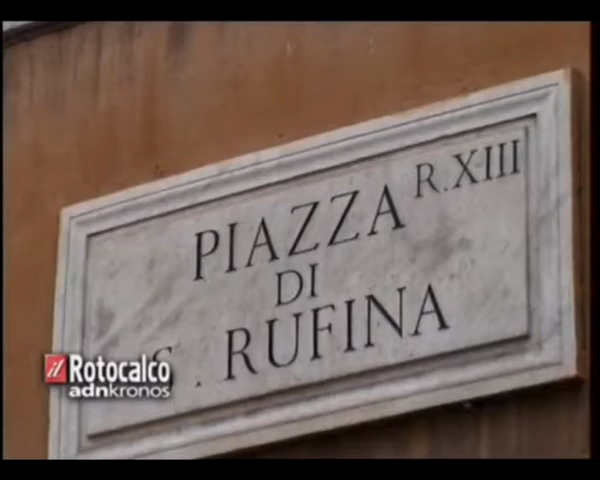 R.XIII
PIAZZA
DI
S. RUFINA
il Rotocalco
adnkronos